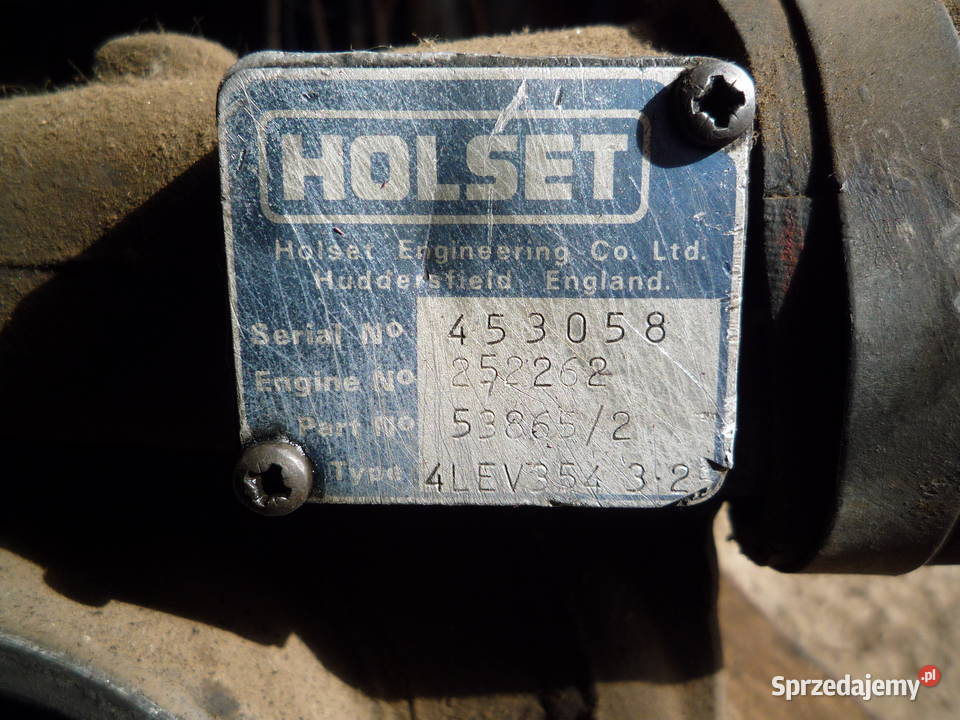 HOLSET
Holset Engineering Co. Ltd.
Huddersfield England.
Serial No 453058
Engine No 252262
Part No 53865/2
Type 4LEV354 3.2
Sprzedajemy.pl